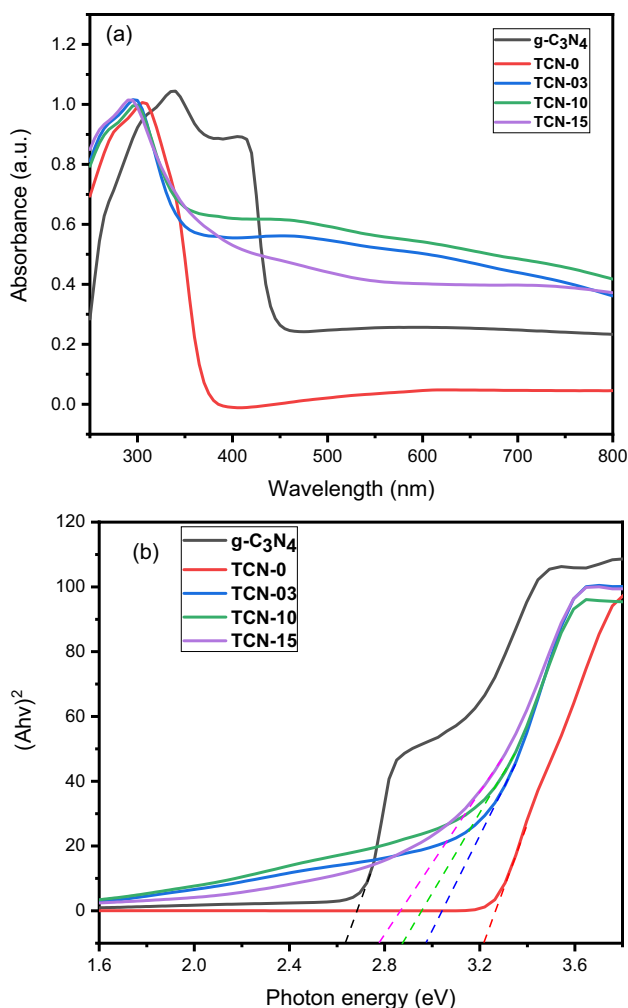 (a)
g-C₃N₄
TCN-0
TCN-03
TCN-10
TCN-15
1.2
1.0
0.8
0.6
0.4
0.2
0.0
Absorbance (a.u.)
300 400 500 600 700 800
Wavelength (nm)
(b)
g-C₃N₄
TCN-0
TCN-03
TCN-10
TCN-15
120
100
80
60
40
20
0
(Ahv)²
1.6 2.0 2.4 2.8 3.2 3.6
Photon energy (eV)